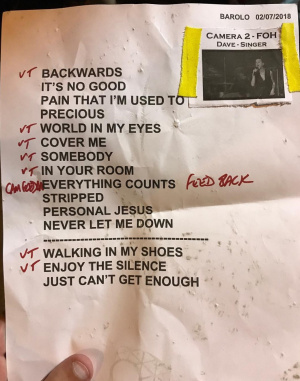 BAROLO 02/07/2018
CAMERA 2 - FOH
DAVE - SINGER
VT BACKWARDS
IT'S NO GOOD
PAIN THAT I'M USED TO
PRECIOUS
VT WORLD IN MY EYES
VT COVER ME
VT SOMEBODY
VT IN YOUR ROOM
EVERYTHING COUNTS FEED BACK
STRIPPED
PERSONAL JESUS
NEVER LET ME DOWN
--------------------------------------------
VT WALKING IN MY SHOES
VT ENJOY THE SILENCE
JUST CAN'T GET ENOUGH